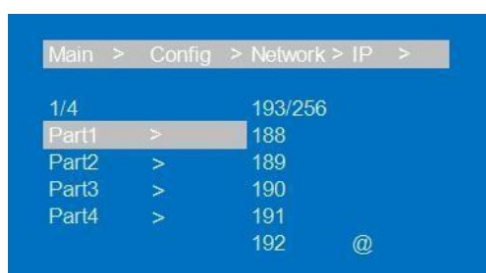 Main > Config > Network > IP >
1/4 193/256
Part1 > 188
Part2 > 189
Part3 > 190
Part4 > 191
192 @